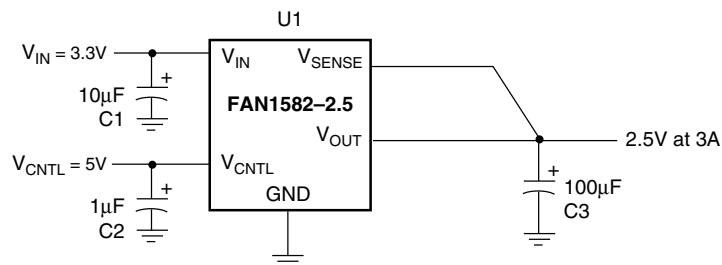 U1
V_IN = 3.3V
V_IN
V_SENSE
+
10μF
C1
FAN1582–2.5
V_OUT
2.5V at 3A
V_CNTL = 5V
V_CNTL
+
1μF
C2
GND
+
100μF
C3